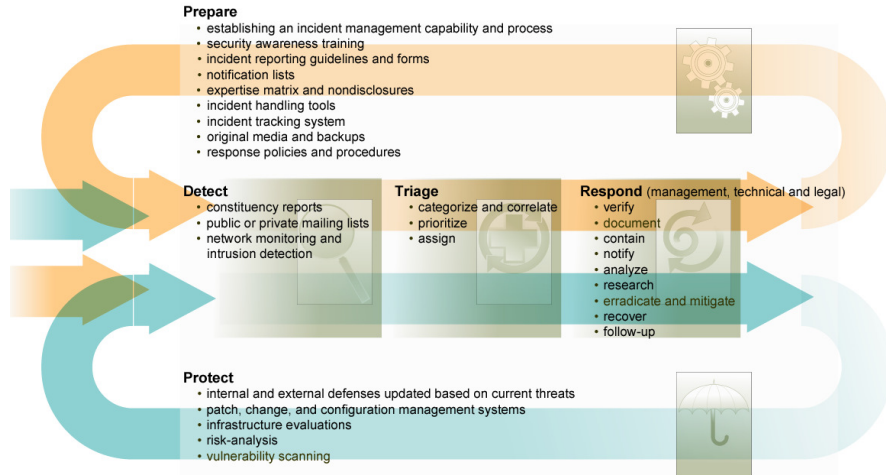 Prepare
• establishing an incident management capability and process
• security awareness training
• incident reporting guidelines and forms
• notification lists
• expertise matrix and nondisclosures
• incident handling tools
• incident tracking system
• original media and backups
• response policies and procedures
Detect
• constituency reports
• public or private mailing lists
• network monitoring and
intrusion detection
Triage
• categorize and correlate
• prioritize
• assign
Respond (management, technical and legal)
• verify
• document
• contain
• notify
• analyze
• research
• erradicate and mitigate
• recover
• follow-up
Protect
• internal and external defenses updated based on current threats
• patch, change, and configuration management systems
• infrastructure evaluations
• risk-analysis
• vulnerability scanning